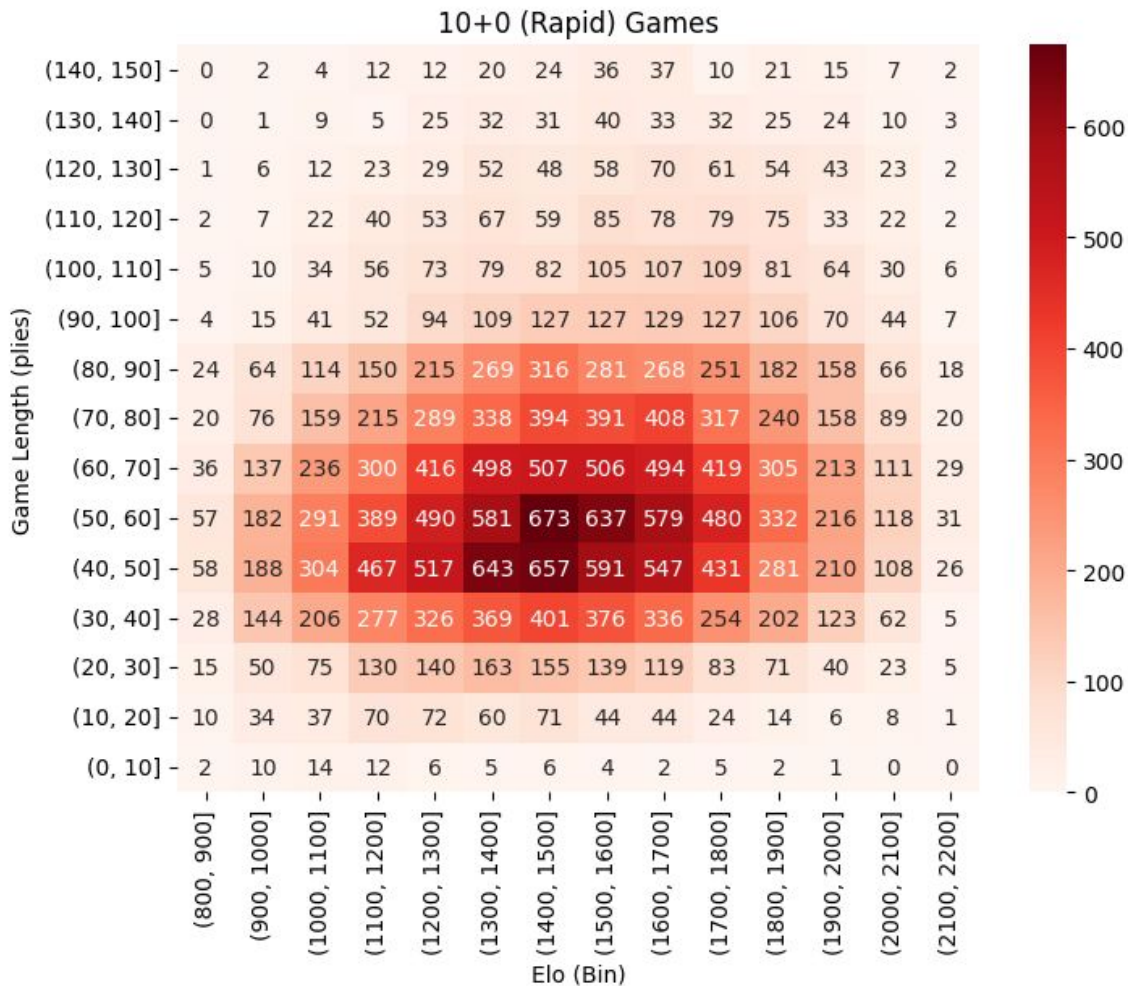 10+0 (Rapid) Games
(140, 150] 0 2 4 12 12 20 24 36 37 10 21 15 7 2
(130, 140] 0 1 9 5 25 32 31 40 33 32 25 24 10 3
600
(120, 130] 1 6 12 23 29 52 48 58 70 61 54 43 23 2
(110, 120] 2 7 22 40 53 67 59 85 78 79 75 33 22 2
500
(100, 110] 5 10 34 56 73 79 82 105 107 109 81 64 30 6
(90, 100] 4 15 41 52 94 109 127 127 129 127 106 70 44 7
400
(80, 90] 24 64 114 150 215 269 316 281 268 251 182 158 66 18
(70, 80] 20 76 159 215 289 338 394 391 408 317 240 158 89 20
(60, 70] 36 137 236 300 416 498 507 506 494 419 305 213 111 29
300
(50, 60] 57 182 291 389 490 581 673 637 579 480 332 216 118 31
(40, 50] 58 188 304 467 517 643 657 591 547 431 281 210 108 26
200
(30, 40] 28 144 206 277 326 369 401 376 336 254 202 123 62 5
(20, 30] 15 50 75 130 140 163 155 139 119 83 71 40 23 5
100
(10, 20] 10 34 37 70 72 60 71 44 44 24 14 6 8 1
(0, 10] 2 10 14 12 6 5 6 4 2 5 2 1 0 0
0
Game Length (plies)
(800, 900]
(900, 1000]
(1000, 1100]
(1100, 1200]
(1200, 1300]
(1300, 1400]
(1400, 1500]
(1500, 1600]
(1600, 1700]
(1700, 1800]
(1800, 1900]
(1900, 2000]
(2000, 2100]
(2100, 2200]
Elo (Bin)